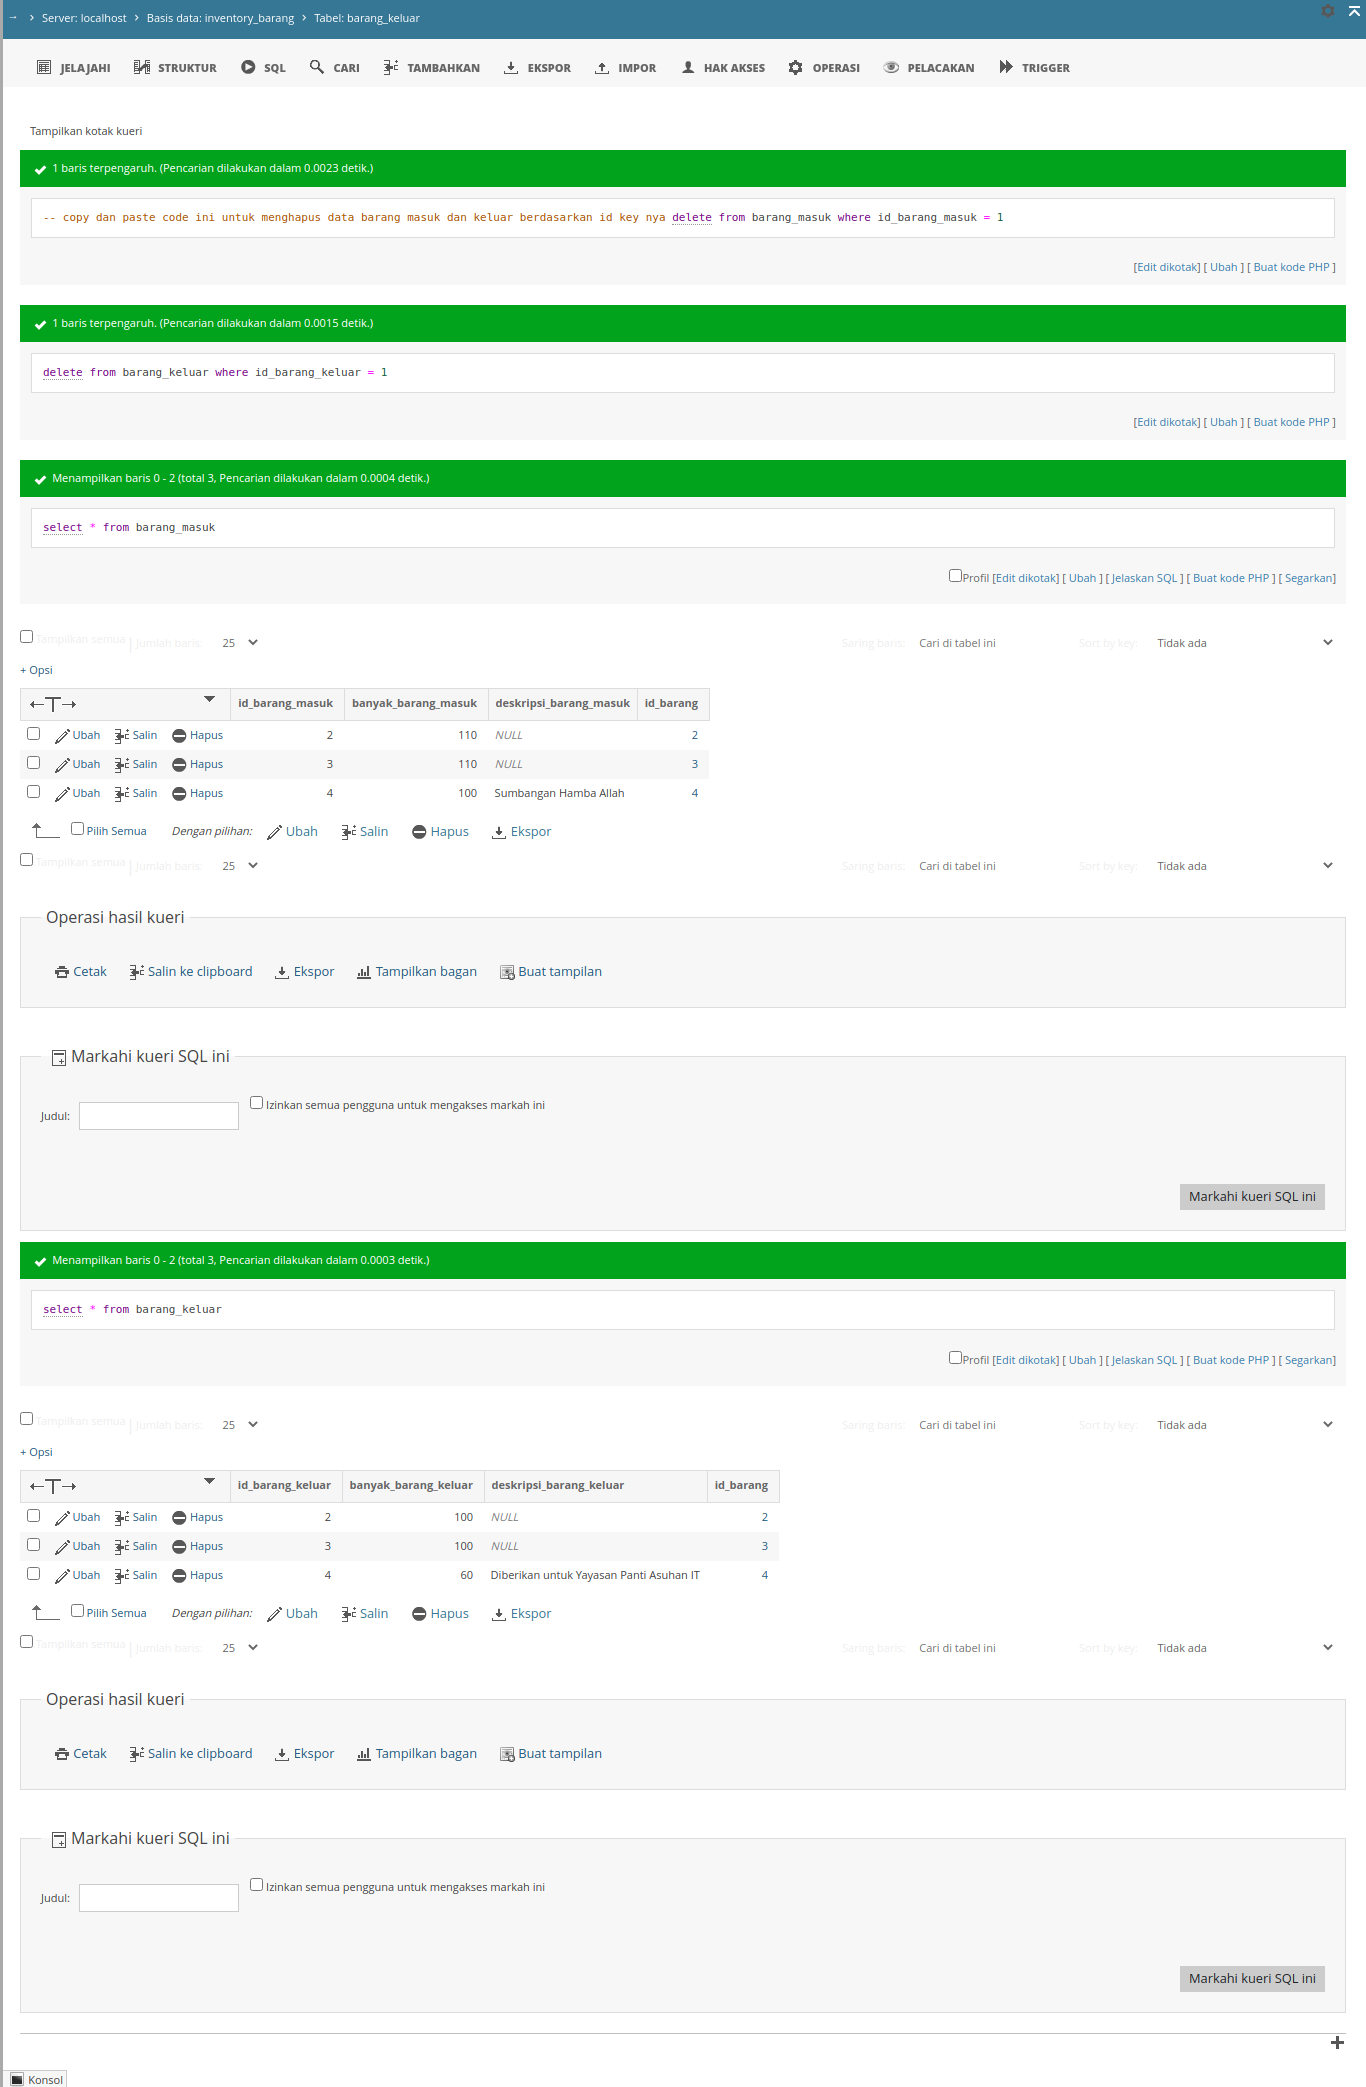 → › Server: localhost › Basis data: inventory_barang › Tabel: barang_keluar
JELAJAHI STRUKTUR SQL CARI TAMBAHKAN EKSPOR IMPOR HAK AKSES OPERASI PELACAKAN TRIGGER
Tampilkan kotak kueri
1 baris terpengaruh. (Pencarian dilakukan dalam 0.0023 detik.)
-- copy dan paste code ini untuk menghapus data barang masuk dan keluar berdasarkan id key nya delete from barang_masuk where id_barang_masuk = 1
[Edit dikotak] [ Ubah ] [ Buat kode PHP ]
1 baris terpengaruh. (Pencarian dilakukan dalam 0.0015 detik.)
delete from barang_keluar where id_barang_keluar = 1
[Edit dikotak] [ Ubah ] [ Buat kode PHP ]
Menampilkan baris 0 - 2 (total 3, Pencarian dilakukan dalam 0.0004 detik.)
select * from barang_masuk
Profil [Edit dikotak] [ Ubah ] [ Jelaskan SQL ] [ Buat kode PHP ] [ Segarkan]
Tampilkan semua | Jumlah baris: 25 Saring baris: Cari di tabel ini Sort by key: Tidak ada
+ Opsi
←T→ id_barang_masuk banyak_barang_masuk deskripsi_barang_masuk id_barang
Ubah Salin Hapus 2 110 NULL 2
Ubah Salin Hapus 3 110 NULL 3
Ubah Salin Hapus 4 100 Sumbangan Hamba Allah 4
Pilih Semua Dengan pilihan: Ubah Salin Hapus Ekspor
Tampilkan semua | Jumlah baris: 25 Saring baris: Cari di tabel ini Sort by key: Tidak ada
Operasi hasil kueri
Cetak Salin ke clipboard Ekspor Tampilkan bagan Buat tampilan
Markahi kueri SQL ini
Judul: Izinkan semua pengguna untuk mengakses markah ini
Markahi kueri SQL ini
Menampilkan baris 0 - 2 (total 3, Pencarian dilakukan dalam 0.0003 detik.)
select * from barang_keluar
Profil [Edit dikotak] [ Ubah ] [ Jelaskan SQL ] [ Buat kode PHP ] [ Segarkan]
Tampilkan semua | Jumlah baris: 25 Saring baris: Cari di tabel ini Sort by key: Tidak ada
+ Opsi
←T→ id_barang_keluar banyak_barang_keluar deskripsi_barang_keluar id_barang
Ubah Salin Hapus 2 100 NULL 2
Ubah Salin Hapus 3 100 NULL 3
Ubah Salin Hapus 4 60 Diberikan untuk Yayasan Panti Asuhan IT 4
Pilih Semua Dengan pilihan: Ubah Salin Hapus Ekspor
Tampilkan semua | Jumlah baris: 25 Saring baris: Cari di tabel ini Sort by key: Tidak ada
Operasi hasil kueri
Cetak Salin ke clipboard Ekspor Tampilkan bagan Buat tampilan
Markahi kueri SQL ini
Judul: Izinkan semua pengguna untuk mengakses markah ini
Markahi kueri SQL ini
Konsol